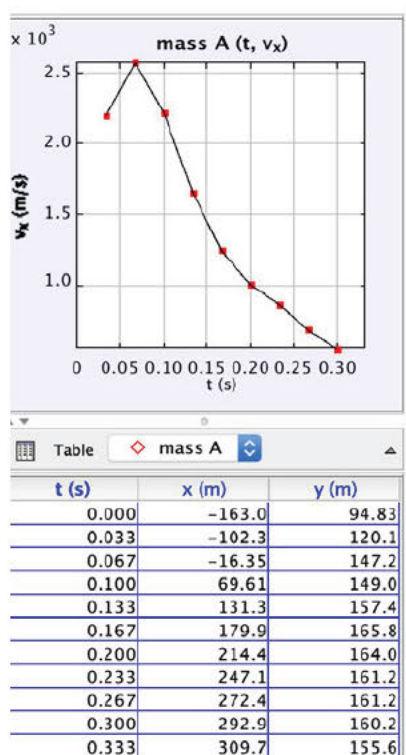 x 10³
mass A (t, vₓ)
2.5
2.0
1.5
1.0
vₓ (m/s)
0 0.05 0.10 0.15 0.20 0.25 0.30
t (s)
Table mass A
t (s) x (m) y (m)
0.000 -163.0 94.83
0.033 -102.3 120.1
0.067 -16.35 147.2
0.100 69.61 149.0
0.133 131.3 157.4
0.167 179.9 165.8
0.200 214.4 164.0
0.233 247.1 161.2
0.267 272.4 161.2
0.300 292.9 160.2
0.333 309.7 155.6